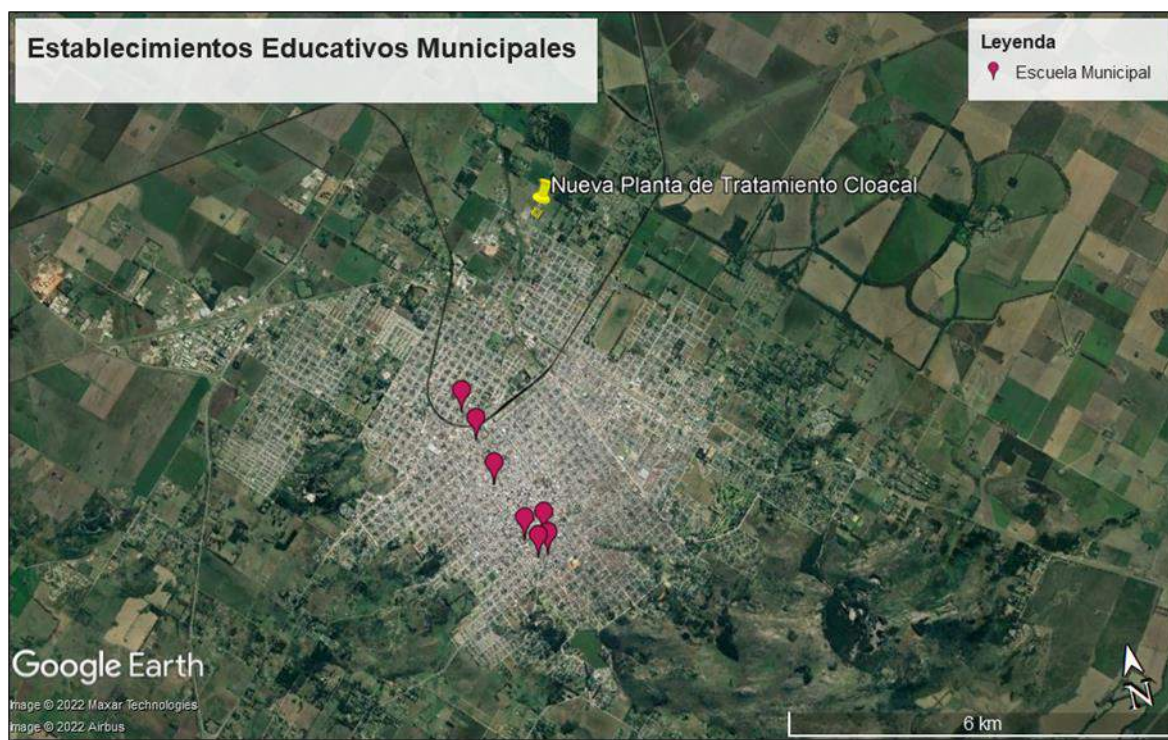 Establecimientos Educativos Municipales
Leyenda
Escuela Municipal
Nueva Planta de Tratamiento Cloacal
Google Earth
Image © 2022 Maxar Technologies
Image © 2022 Airbus
6 km
N